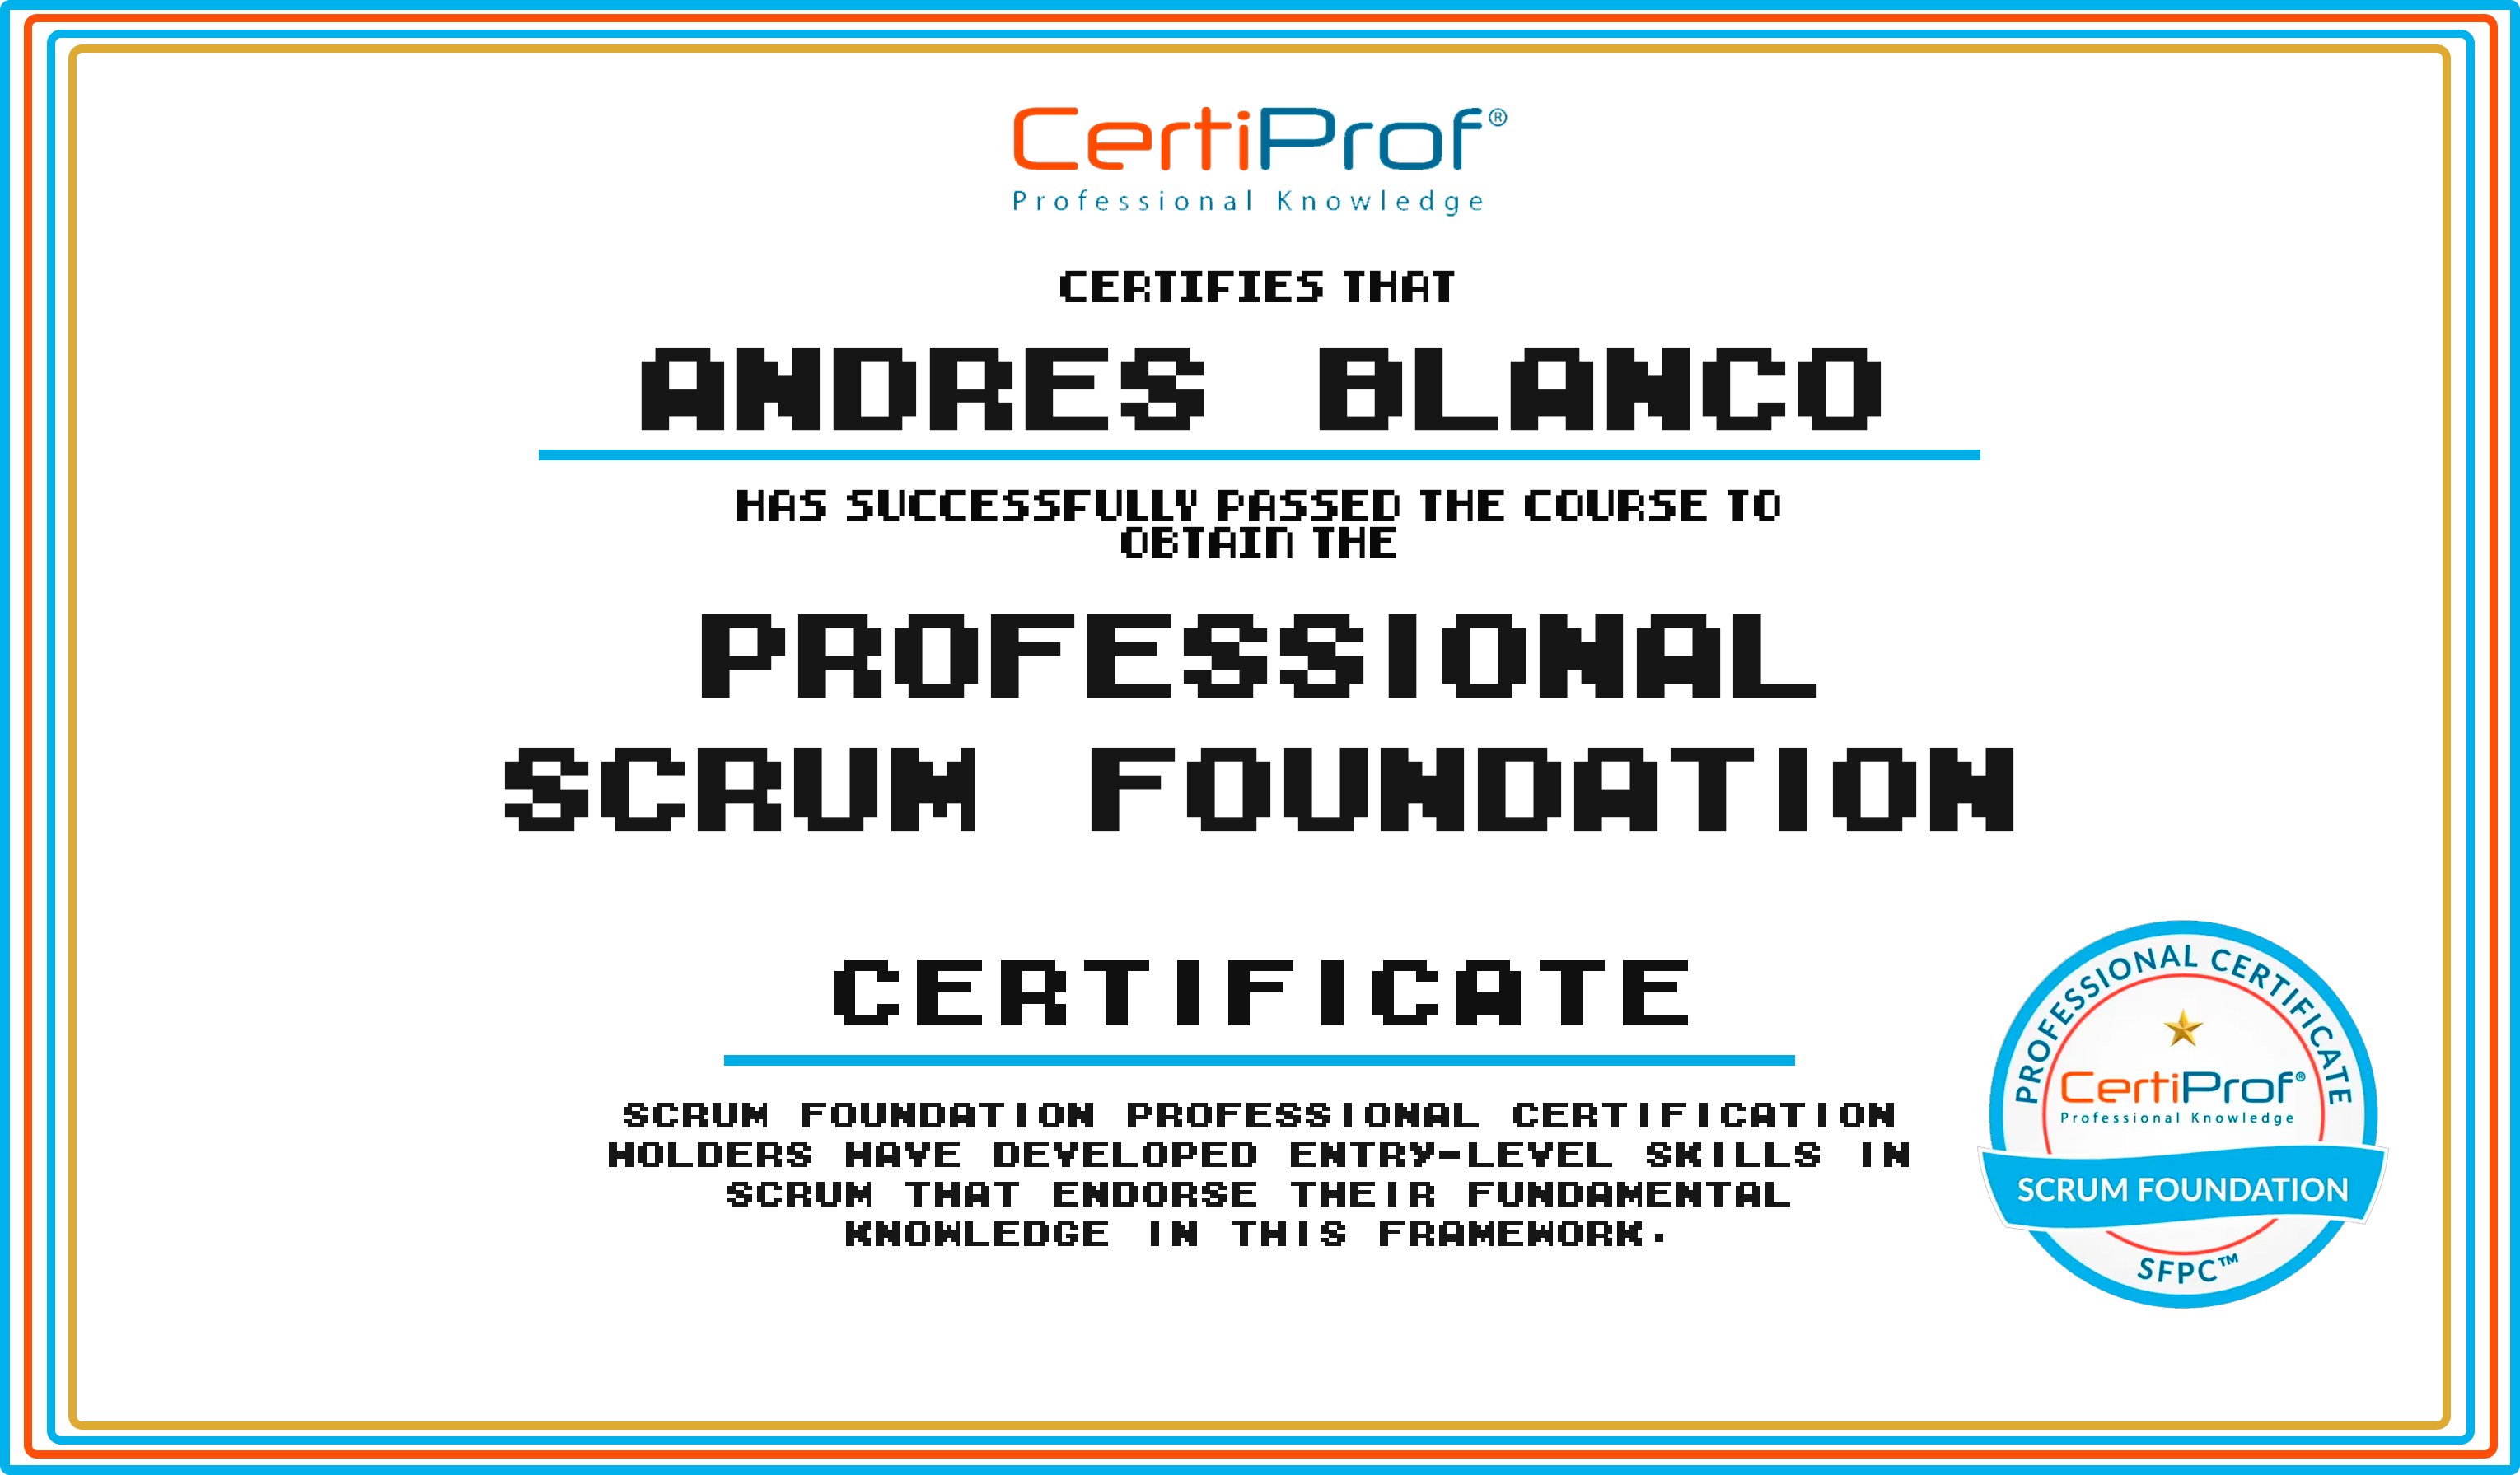 CertiProf®
Professional Knowledge
CERTIFIES THAT
ANDRES BLANCO
HAS SUCCESSFULLY PASSED THE COURSE TO
OBTAIN THE
PROFESSIONAL
SCRUM FOUNDATION
CERTIFICATE
SCRUM FOUNDATION PROFESSIONAL CERTIFICATION
HOLDERS HAVE DEVELOPED ENTRY-LEVEL SKILLS IN
SCRUM THAT ENDORSE THEIR FUNDAMENTAL
KNOWLEDGE IN THIS FRAMEWORK.
PROFESSIONAL CERTIFICATE
CertiProf®
Professional Knowledge
SCRUM FOUNDATION
SFPC™